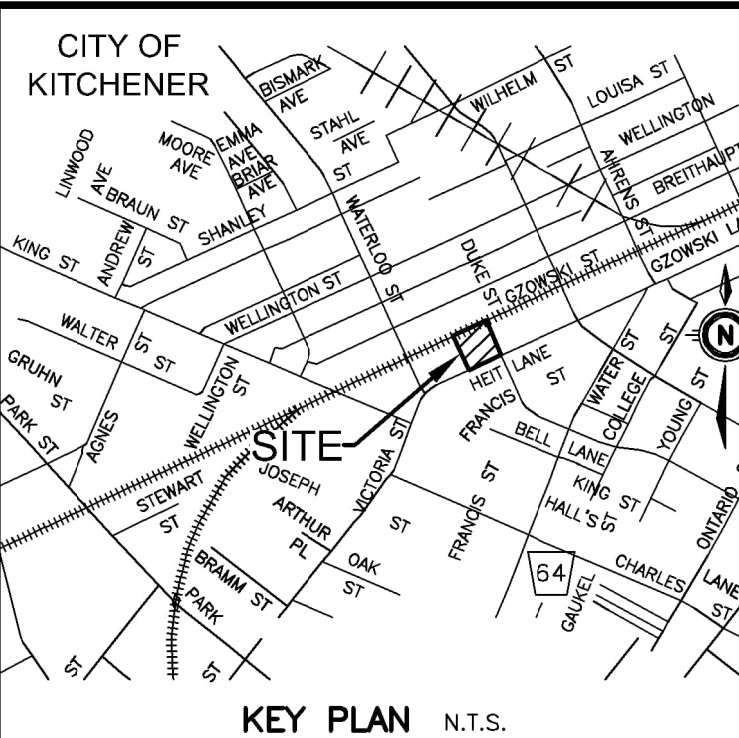 CITY OF
KITCHENER
BISMARK
AVE
WILHELM ST
LOUISA ST
WELLINGTON
BREITHAUPT
LINWOOD
AVE
MOORE
AVE
EMMA
AVE
BRIAR
AVE
STAHL
AVE
ST
AHRENS ST
BRAUN ST
SHANLEY
WATERLOO ST
DUKE ST
GZOWSKI ST
GZOWSKI LA
KING ST
ANDREW
ST
WELLINGTON ST
N
WALTER
ST
ST
GRUHN
ST
PARK ST
AGNES
WELLINGTON
ST
HEIT LANE
FRANCIS
ST
WATER ST
COLLEGE
ST
YOUNG ST
SITE
BELL LANE
VICTORIA ST
JOSEPH
STEWART
ST
ARTHUR
PL
ST
OAK
ST
FRANCIS ST
KING ST
HALL'S
ST
ONTARIO
BRAMM ST
PARK
64
GAUKEL
CHARLES
LANE
ST
ST
ST
KEY PLAN N.T.S.